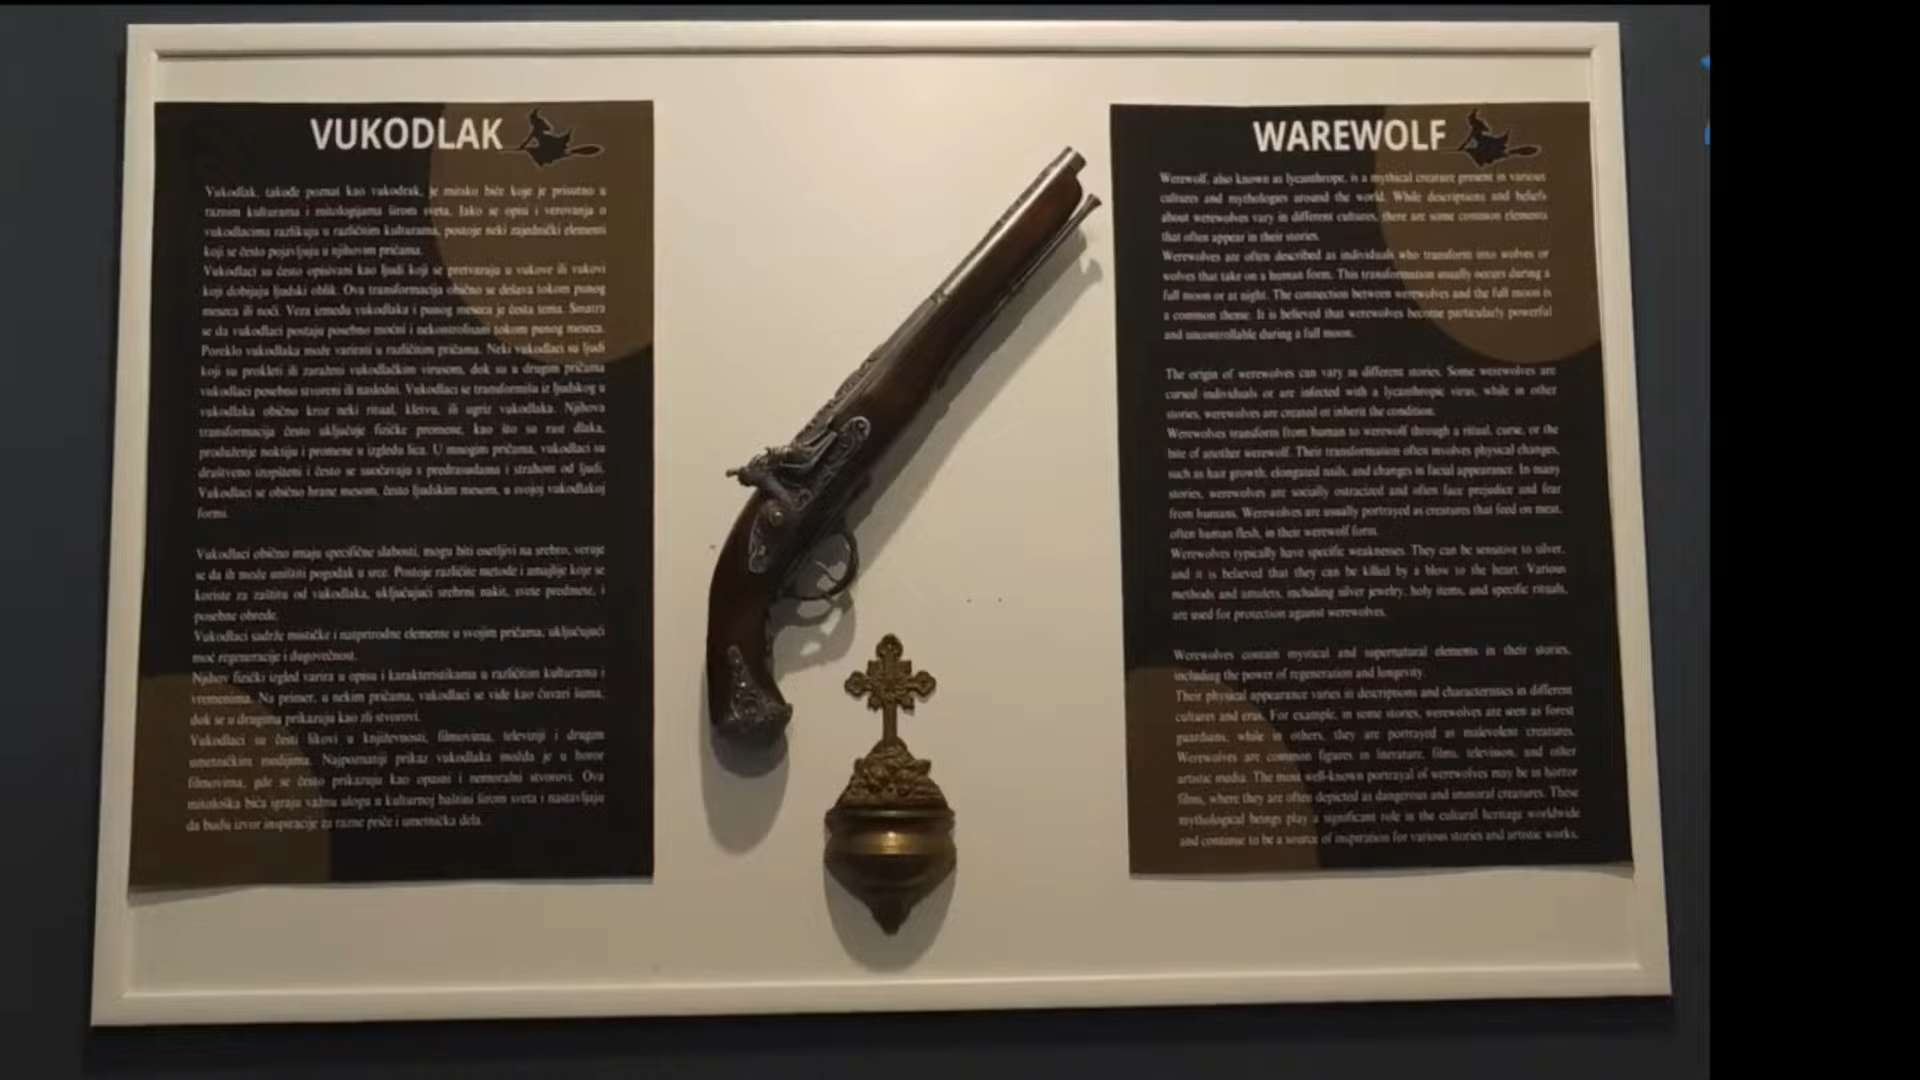 VUKODLAK
Vukodlak, takođe poznat kao vukodrak, je mitsko biće koje je prisutno u
raznim kulturama i mitologijama širom sveta. Iako se opisi i verovanja o
vukodlacima razlikuju u različitim kulturama, postoje neki zajednički elementi
koji se često pojavljuju u njihovim pričama.
Vukodlaci su često opisivani kao ljudi koji se pretvaraju u vukove ili vukovi
koji dobijaju ljudski oblik. Ova transformacija obično se dešava tokom punog
meseca ili noći. Veza između vukodlaka i punog meseca je česta tema. Smatra
se da vukodlaci postaju posebno moćni i nekontrolisani tokom punog meseca.
Poreklo vukodlaka može varirati u različitim pričama. Neki vukodlaci su ljudi
koji su prokleti ili zaraženi vukodlačkim virusom, dok su u drugim pričama
vukodlaci posebno stvoreni ili nasledni. Vukodlaci se transformišu iz ljudskog u
vukodlaka obično kroz neki ritual, kletvu, ili ugriz vukodlaka. Njihova
transformacija često uključuje fizičke promene, kao što su rast dlaka,
produženje noktiju i promene u izgledu lica. U mnogim pričama, vukodlaci su
društveno izopšteni i često se suočavaju s predrasudama i strahom od ljudi.
Vukodlaci se obično hrane mesom, često ljudskim mesom, u svojoj vukodlakoj
formi.
Vukodlaci obično imaju specifične slabosti, mogu biti osetljivi na srebro, veruje
se da ih može uništiti pogodak u srce. Postoje različite metode i amajlije koje se
koriste za zaštitu od vukodlaka, uključujući srebrni nakit, svete predmete, i
posebne obrede.
Vukodlaci sadrže mističke i natprirodne elemente u svojim pričama, uključujući
moć regeneracije i dugovečnost.
Njihov fizički izgled varira u opisu i karakteristikama u različitim kulturama i
vremenima. Na primer, u nekim pričama, vukodlaci se vide kao čuvari šuma,
dok se u drugima prikazuju kao zli stvorovi.
Vukodlaci su česti likovi u književnosti, filmovima, televiziji i drugim
umetničkim medijima. Najpoznatiji prikaz vukodlaka možda je u horor
filmovima, gde se često prikazuju kao opasni i nemoralni stvorovi. Ova
mitološka bića igraju važnu ulogu u kulturnoj baštini širom sveta i nastavljaju
da budu izvor inspiracije za razne priče i umetnička dela.
WAREWOLF
Werewolf, also known as lycanthrope, is a mythical creature present in various
cultures and mythologies around the world. While descriptions and beliefs
about werewolves vary in different cultures, there are some common elements
that often appear in their stories.
Werewolves are often described as individuals who transform into wolves or
wolves that take on a human form. This transformation usually occurs during a
full moon or at night. The connection between werewolves and the full moon is
a common theme. It is believed that werewolves become particularly powerful
and uncontrollable during a full moon.
The origin of werewolves can vary in different stories. Some werewolves are
cursed individuals or are infected with a lycanthropic virus, while in other
stories, werewolves are created or inherit the condition.
Werewolves transform from human to werewolf through a ritual, curse, or the
bite of another werewolf. Their transformation often involves physical changes,
such as hair growth, elongated nails, and changes in facial appearance. In many
stories, werewolves are socially ostracized and often face prejudice and fear
from humans. Werewolves are usually portrayed as creatures that feed on meat,
often human flesh, in their werewolf form.
Werewolves typically have specific weaknesses. They can be sensitive to silver,
and it is believed that they can be killed by a blow to the heart. Various
methods and amulets, including silver jewelry, holy items, and specific rituals,
are used for protection against werewolves.
Werewolves contain mystical and supernatural elements in their stories,
including the power of regeneration and longevity.
Their physical appearance varies in descriptions and characteristics in different
cultures and eras. For example, in some stories, werewolves are seen as forest
guardians, while in others, they are portrayed as malevolent creatures.
Werewolves are common figures in literature, films, television, and other
artistic media. The most well-known portrayal of werewolves may be in horror
films, where they are often depicted as dangerous and immoral creatures. These
mythological beings play a significant role in the cultural heritage worldwide
and continue to be a source of inspiration for various stories and artistic works.